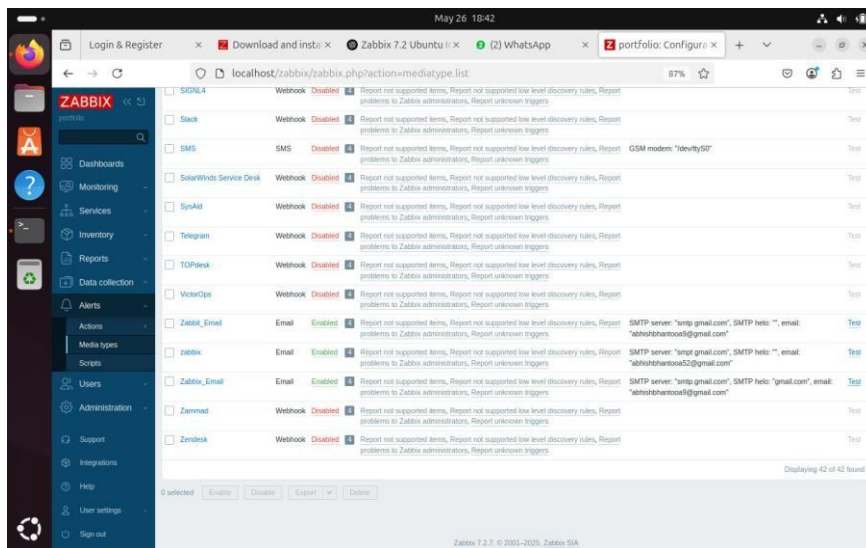 May 26 18:42
Login & Register
Download and insta
Zabbix 7.2 Ubuntu I
(2) WhatsApp
portfolio: Configura
localhost/zabbix/zabbix.php?action=mediatype.list
87%
ZABBIX
portfolio
Dashboards
Monitoring
Services
Inventory
Reports
Data collection
Alerts
Actions
Media types
Scripts
Users
Administration
Support
Integrations
Help
User settings
Sign out
SIGNL4 Webhook Disabled 4 Report not supported items, Report not supported low level discovery rules, Report Test
problems to Zabbix administrators, Report unknown triggers
Slack Webhook Disabled 4 Report not supported items, Report not supported low level discovery rules, Report Test
problems to Zabbix administrators, Report unknown triggers
SMS SMS Disabled 4 Report not supported items, Report not supported low level discovery rules, Report GSM modem: "/dev/ttyS0" Test
problems to Zabbix administrators, Report unknown triggers
SolarWinds Service Desk Webhook Disabled 4 Report not supported items, Report not supported low level discovery rules, Report Test
problems to Zabbix administrators, Report unknown triggers
SysAid Webhook Disabled 4 Report not supported items, Report not supported low level discovery rules, Report Test
problems to Zabbix administrators, Report unknown triggers
Telegram Webhook Disabled 4 Report not supported items, Report not supported low level discovery rules, Report Test
problems to Zabbix administrators, Report unknown triggers
TOPdesk Webhook Disabled 4 Report not supported items, Report not supported low level discovery rules, Report Test
problems to Zabbix administrators, Report unknown triggers
VictorOps Webhook Disabled 4 Report not supported items, Report not supported low level discovery rules, Report Test
problems to Zabbix administrators, Report unknown triggers
Zabbit_Email Email Enabled 4 Report not supported items, Report not supported low level discovery rules, Report SMTP server: "smtp.gmail.com", SMTP helo: "", email: Test
problems to Zabbix administrators, Report unknown triggers "abhishbhantooa9@gmail.com"
zabbix Email Enabled 4 Report not supported items, Report not supported low level discovery rules, Report SMTP server: "smpt.gmail.com", SMTP helo: "", email: Test
problems to Zabbix administrators, Report unknown triggers "abhishbhantooa52@gmail.com"
Zabbix_Email Email Enabled 4 Report not supported items, Report not supported low level discovery rules, Report SMTP server: "smtp.gmail.com", SMTP helo: "gmail.com", email: Test
problems to Zabbix administrators, Report unknown triggers "abhishbhantooa9@gmail.com"
Zammad Webhook Disabled 4 Report not supported items, Report not supported low level discovery rules, Report Test
problems to Zabbix administrators, Report unknown triggers
Zendesk Webhook Disabled 4 Report not supported items, Report not supported low level discovery rules, Report Test
problems to Zabbix administrators, Report unknown triggers
Displaying 42 of 42 found
0 selected Enable Disable Export Delete
Zabbix 7.2.7. © 2001–2025, Zabbix SIA